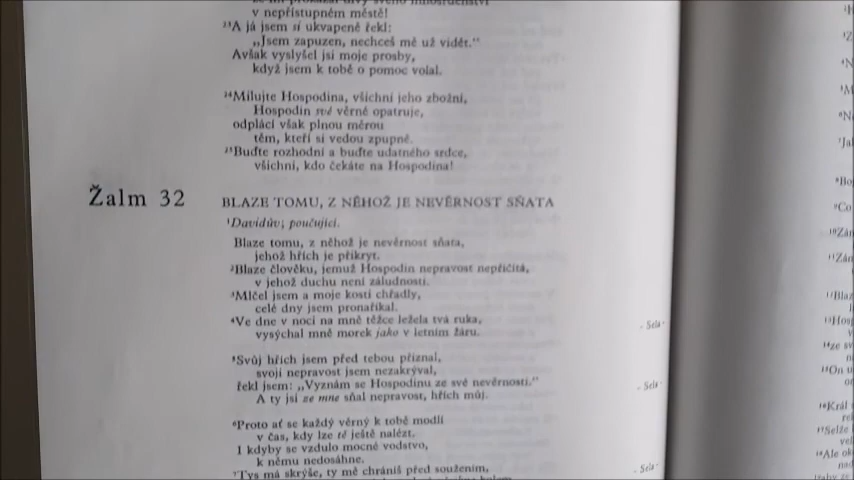 v nepřístupném městě!
²³A já jsem si ukvapeně řekl:
„Jsem zapuzen, nechceš mě už vidět.“
Avšak vyslyšel jsi moje prosby,
když jsem k tobě o pomoc volal.
²⁴Milujte Hospodina, všichni jeho zbožní,
Hospodin své věrné opatruje,
odplácí však plnou měrou
těm, kteří si vedou zpupně.
²⁵Buďte rozhodní a buďte udatného srdce,
všichni, kdo čekáte na Hospodina!
Žalm 32
BLAZE TOMU, Z NĚHOŽ JE NEVĚRNOST SŇATA
¹Davidův; poučující.
Blaze tomu, z něhož je nevěrnost sňata,
jehož hřích je přikryt.
²Blaze člověku, jemuž Hospodin nepravost nepřičítá,
v jehož duchu není záludnosti.
³Mlčel jsem a moje kosti chřadly,
celé dny jsem pronaříkal.
⁴Ve dne v noci na mně těžce ležela tvá ruka,
vysýchal mně morek jako v letním žáru.
- Sela -
⁵Svůj hřích jsem před tebou přiznal,
svoji nepravost jsem nezakrýval,
řekl jsem: „Vyznám se Hospodinu ze své nevěrnosti.“
- Sela -
A ty jsi ze mne sňal nepravost, hřích můj.
⁶Proto ať se každý věrný k tobě modlí
v čas, kdy lze tě ještě nalézt.
I kdyby se vzdulo mocné vodstvo,
k němu nedosáhne.
⁷Tys má skrýše, ty mě chráníš před soužením,
- Sela -